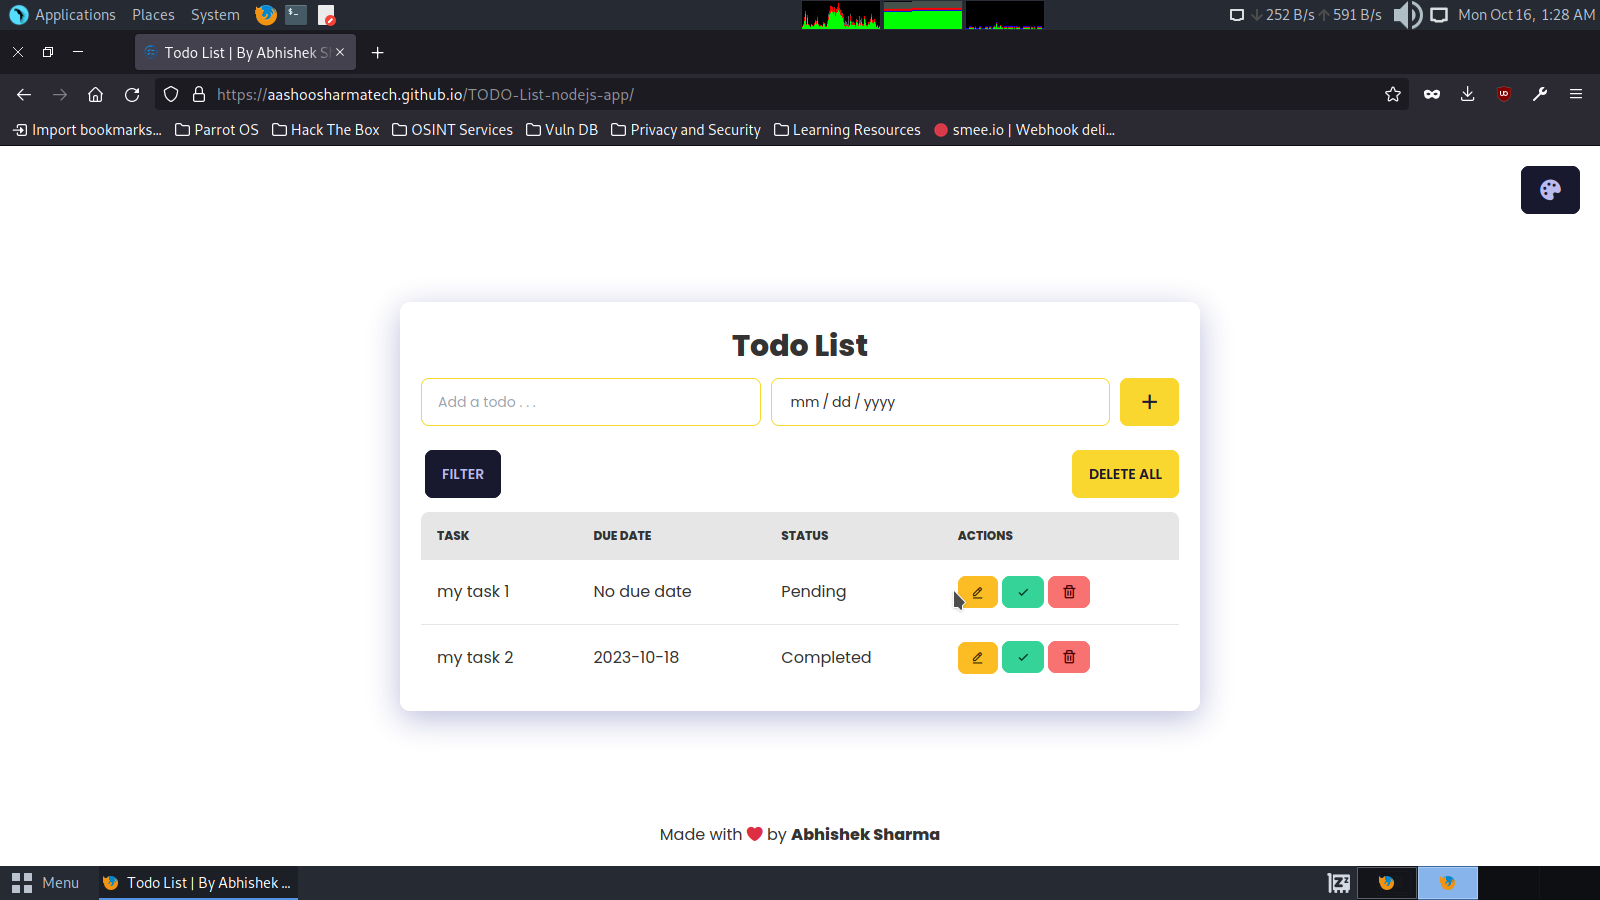 Applications Places System 252 B/s 591 B/s Mon Oct 16, 1:28 AM
Todo List | By Abhishek S
https://aashoosharmatech.github.io/TODO-List-nodejs-app/
Import bookmarks... Parrot OS Hack The Box OSINT Services Vuln DB Privacy and Security Learning Resources smee.io | Webhook deli...
Todo List
Add a todo . . . mm / dd / yyyy +
FILTER DELETE ALL
TASK DUE DATE STATUS ACTIONS
my task 1 No due date Pending
my task 2 2023-10-18 Completed
Made with ❤ by Abhishek Sharma
Menu Todo List | By Abhishek ...